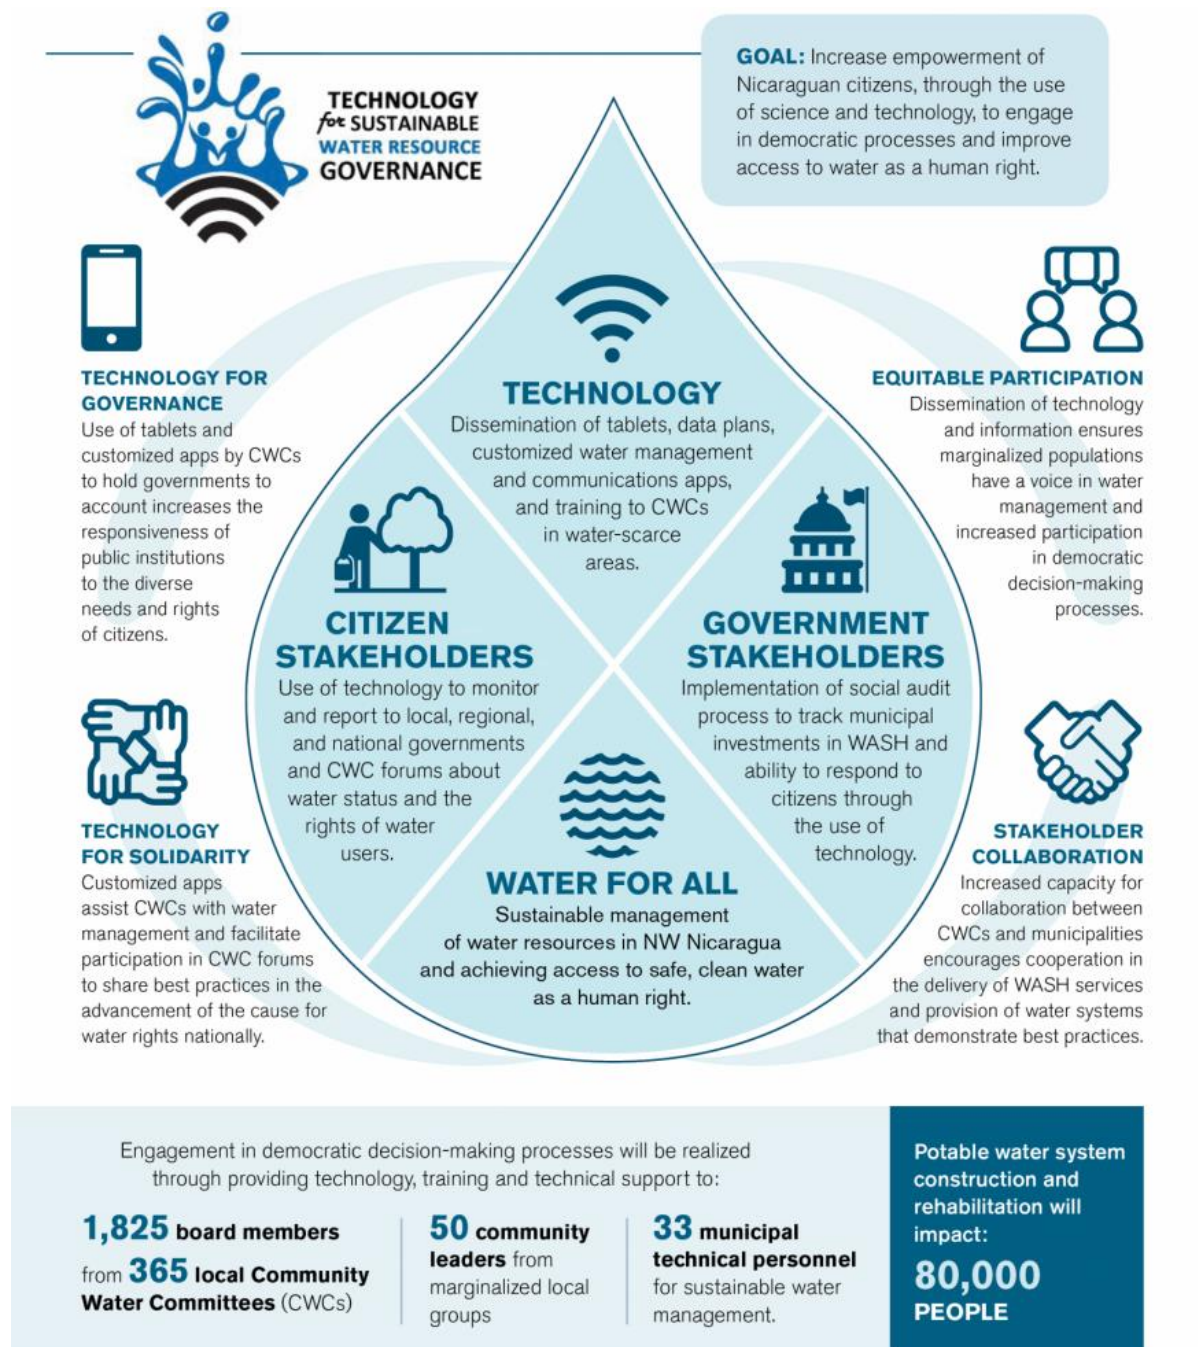 TECHNOLOGY
for SUSTAINABLE
WATER RESOURCE
GOVERNANCE
GOAL: Increase empowerment of
Nicaraguan citizens, through the use
of science and technology, to engage
in democratic processes and improve
access to water as a human right.
TECHNOLOGY FOR
GOVERNANCE
Use of tablets and
customized apps by CWCs
to hold governments to
account increases the
responsiveness of
public institutions
to the diverse
needs and rights
of citizens.
TECHNOLOGY
Dissemination of tablets, data plans,
customized water management
and communications apps,
and training to CWCs
in water-scarce
areas.
EQUITABLE PARTICIPATION
Dissemination of technology
and information ensures
marginalized populations
have a voice in water
management and
increased participation
in democratic
decision-making
processes.
CITIZEN
STAKEHOLDERS
Use of technology to monitor
and report to local, regional,
and national governments
and CWC forums about
water status and the
rights of water
users.
GOVERNMENT
STAKEHOLDERS
Implementation of social audit
process to track municipal
investments in WASH and
ability to respond to
citizens through
the use of
technology.
TECHNOLOGY
FOR SOLIDARITY
Customized apps
assist CWCs with water
management and facilitate
participation in CWC forums
to share best practices in the
advancement of the cause for
water rights nationally.
WATER FOR ALL
Sustainable management
of water resources in NW Nicaragua
and achieving access to safe, clean water
as a human right.
STAKEHOLDER
COLLABORATION
Increased capacity for
collaboration between
CWCs and municipalities
encourages cooperation in
the delivery of WASH services
and provision of water systems
that demonstrate best practices.
Engagement in democratic decision-making processes will be realized
through providing technology, training and technical support to:
1,825 board members
from 365 local Community
Water Committees (CWCs)
50 community
leaders from
marginalized local
groups
33 municipal
technical personnel
for sustainable water
management.
Potable water system
construction and
rehabilitation will
impact:
80,000
PEOPLE